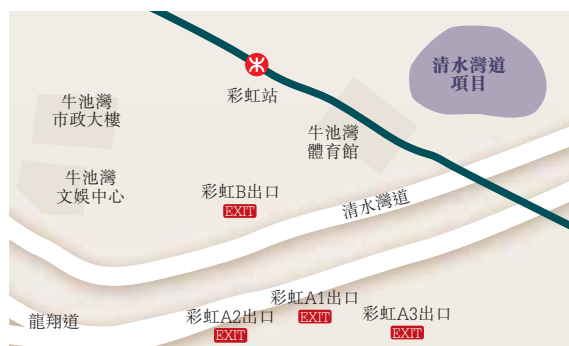 清水灣道
項目
彩虹站
牛池灣
市政大樓
牛池灣
體育館
牛池灣
文娛中心
彩虹B出口
EXIT
清水灣道
彩虹A1出口
EXIT
彩虹A2出口
EXIT
彩虹A3出口
EXIT
龍翔道